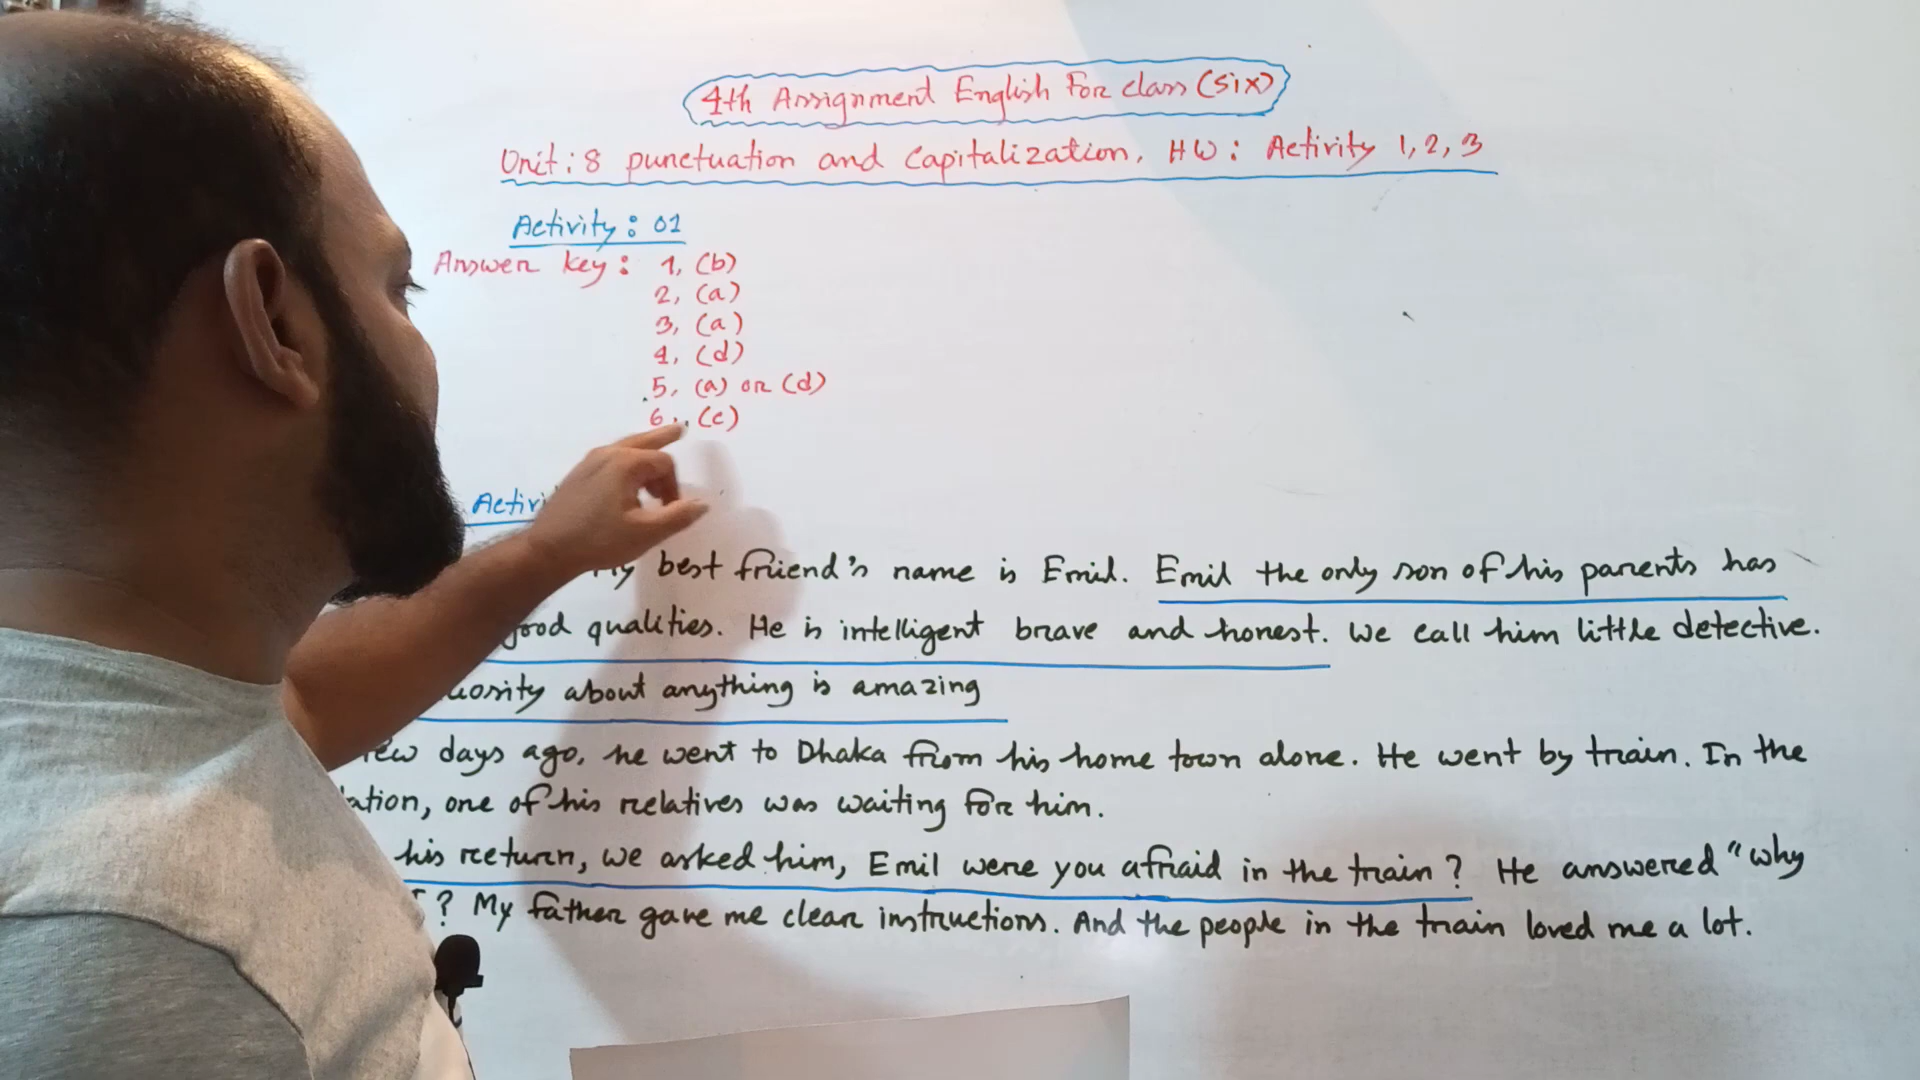 4th Assignment English For class (six)
Unit: 8 punctuation and Capitalization, HW: Activity 1, 2, 3
Activity: 01
Answer key: 1, (b)
2, (a)
3, (a)
4, (d)
5, (a) or (d)
6, (c)
best friend's name is Emil. Emil the only son of his parents has
good qualities. He is intelligent brave and honest. We call him little detective.
about anything is amazing
days ago, he went to Dhaka from his home town alone. He went by train. In the
one of his relatives was waiting for him.
his return, we asked him, Emil were you afraid in the train? He answered "why
? My father gave me clear instructions. And the people in the train loved me a lot.